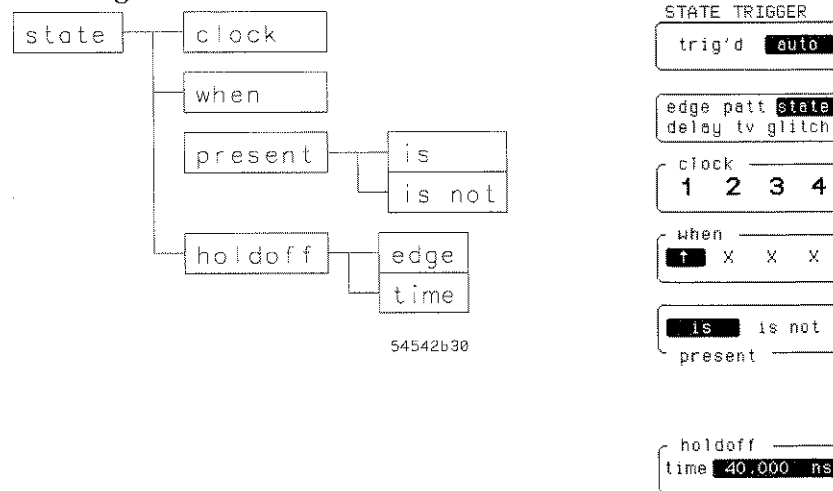 state
clock
when
present
is
is not
holdoff
edge
time
54542b30
STATE TRIGGER
trig'd auto
edge patt state
delay tv glitch
clock
1 2 3 4
when
↑ X X X
is is not
present
holdoff
time 40.000 ns